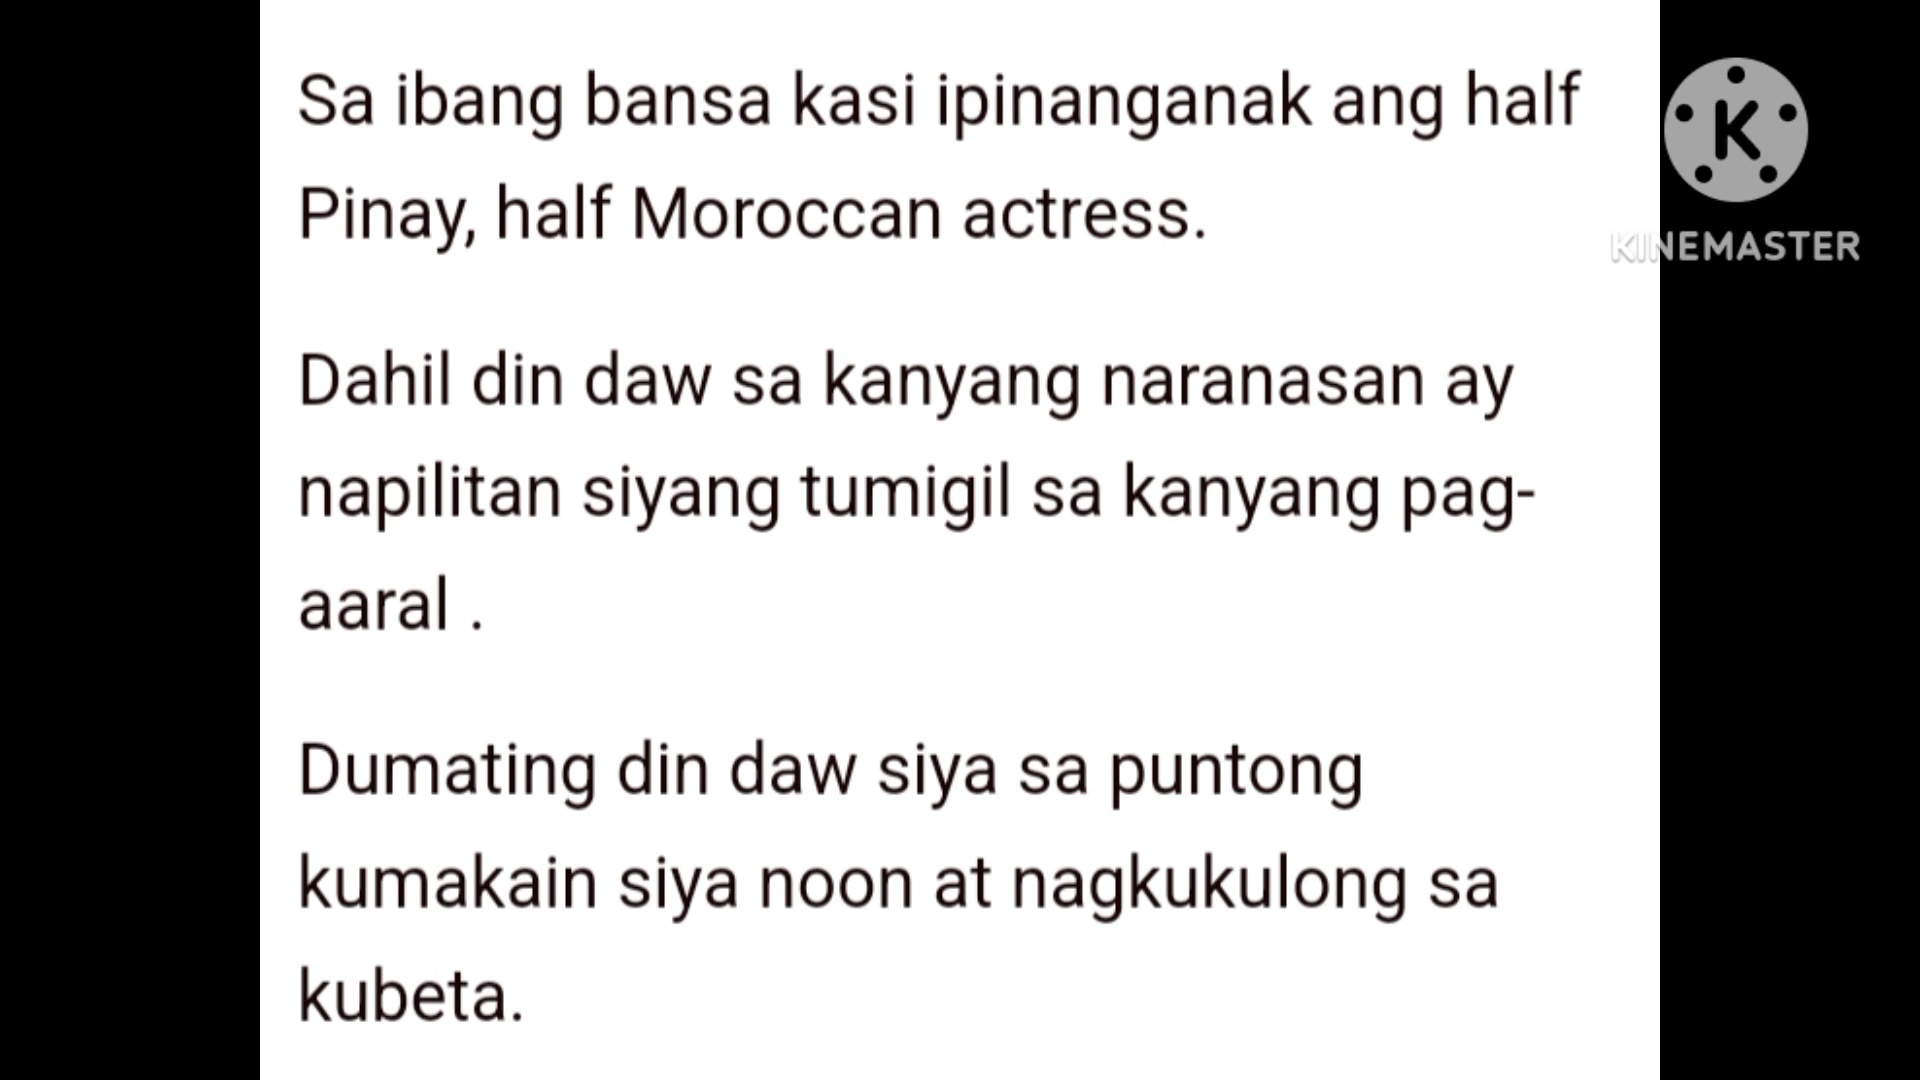 Sa ibang bansa kasi ipinanganak ang half
Pinay, half Moroccan actress.
Dahil din daw sa kanyang naranasan ay
napilitan siyang tumigil sa kanyang pag-
aaral .
Dumating din daw siya sa puntong
kumakain siya noon at nagkukulong sa
kubeta.
K
KINEMASTER